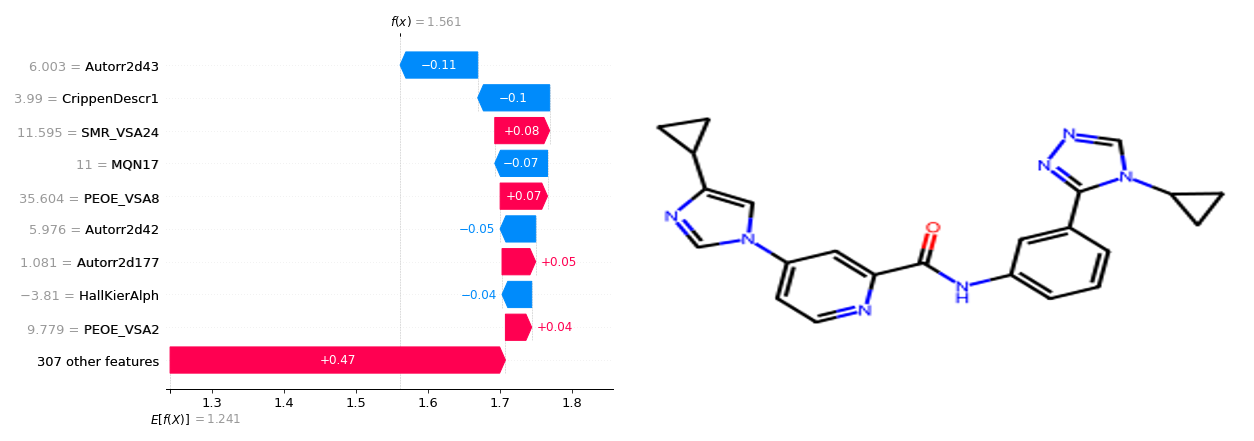 f(x) = 1.561
6.003 = Autorr2d43
−0.11
3.99 = CrippenDescr1
−0.1
11.595 = SMR_VSA24
+0.08
11 = MQN17
−0.07
35.604 = PEOE_VSA8
+0.07
5.976 = Autorr2d42
−0.05
1.081 = Autorr2d177
+0.05
−3.81 = HallKierAlph
−0.04
9.779 = PEOE_VSA2
+0.04
307 other features
+0.47
1.3 1.4 1.5 1.6 1.7 1.8
E[f(X)] = 1.241
N
N
N
N
N
O
N
H
N